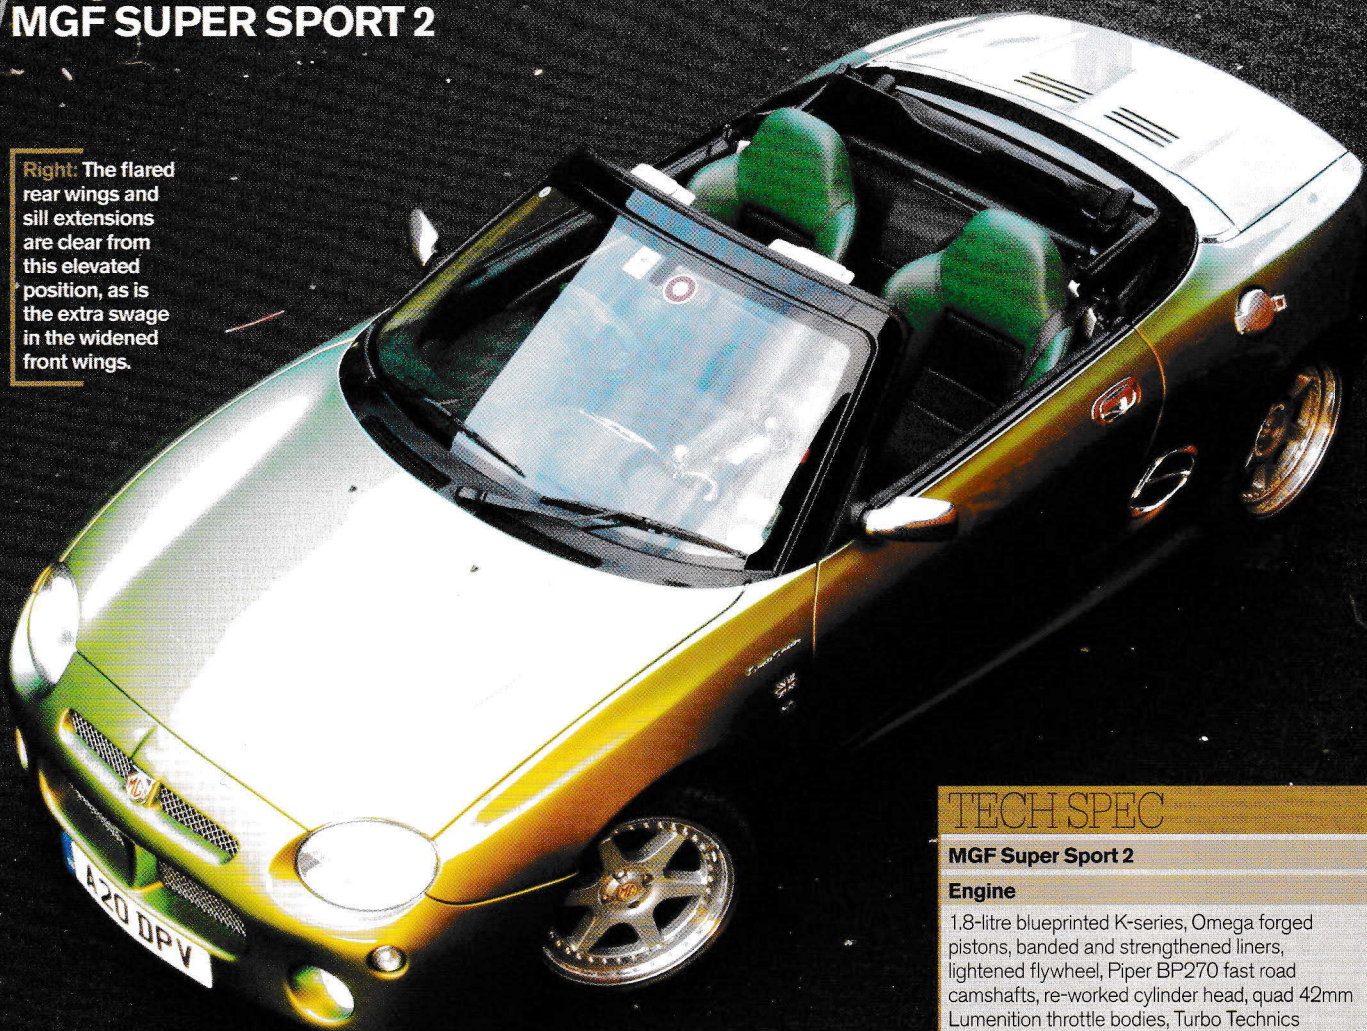 MGF SUPER SPORT 2
Right: The flared
rear wings and
sill extensions
are clear from
this elevated
position, as is
the extra swage
in the widened
front wings.
MG
A20 DPV
MG
TECH SPEC
MGF Super Sport 2
Engine
1.8-litre blueprinted K-series, Omega forged
pistons, banded and strengthened liners,
lightened flywheel, Piper BP270 fast road
camshafts, re-worked cylinder head, quad 42mm
Lumenition throttle bodies, Turbo Technics